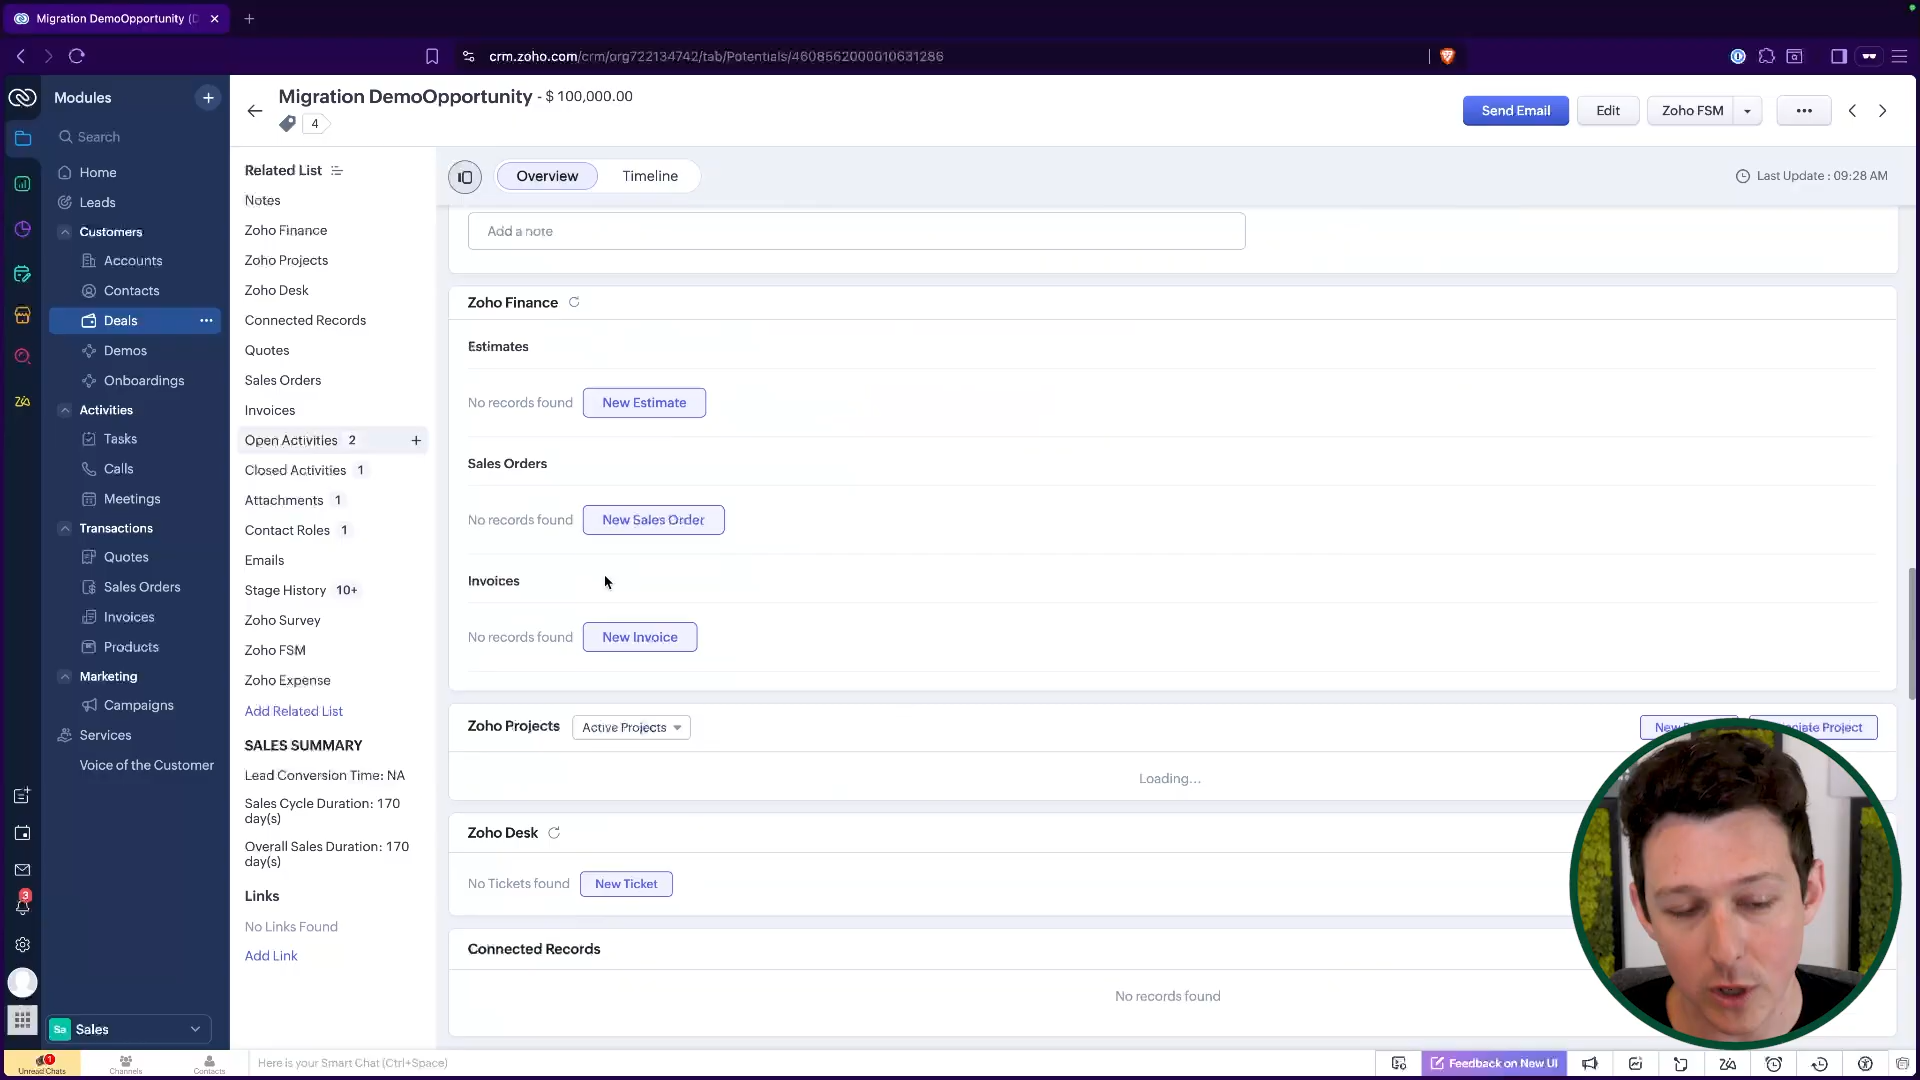 Migration DemoOpportunity (D
crm.zoho.com/crm/org722134742/tab/Potentials/4608562000010631286
Modules
Search
Home
Leads
Customers
Accounts
Contacts
Deals
Demos
Onboardings
Activities
Tasks
Calls
Meetings
Transactions
Quotes
Sales Orders
Invoices
Products
Marketing
Campaigns
Services
Voice of the Customer
3
Sa Sales
Migration DemoOpportunity - $ 100,000.00
4
Send Email
Edit
Zoho FSM
Related List
Notes
Zoho Finance
Zoho Projects
Zoho Desk
Connected Records
Quotes
Sales Orders
Invoices
Open Activities 2
Closed Activities 1
Attachments 1
Contact Roles 1
Emails
Stage History 10+
Zoho Survey
Zoho FSM
Zoho Expense
Add Related List
SALES SUMMARY
Lead Conversion Time: NA
Sales Cycle Duration: 170
day(s)
Overall Sales Duration: 170
day(s)
Links
No Links Found
Add Link
Overview
Timeline
Last Update : 09:28 AM
Add a note
Zoho Finance
Estimates
No records found New Estimate
Sales Orders
No records found New Sales Order
Invoices
No records found New Invoice
Zoho Projects Active Projects
New
ciate Project
Loading...
Zoho Desk
No Tickets found New Ticket
Connected Records
No records found
1
Unread Chats
Channels
Contacts
Here is your Smart Chat (Ctrl+Space)
Feedback on New UI